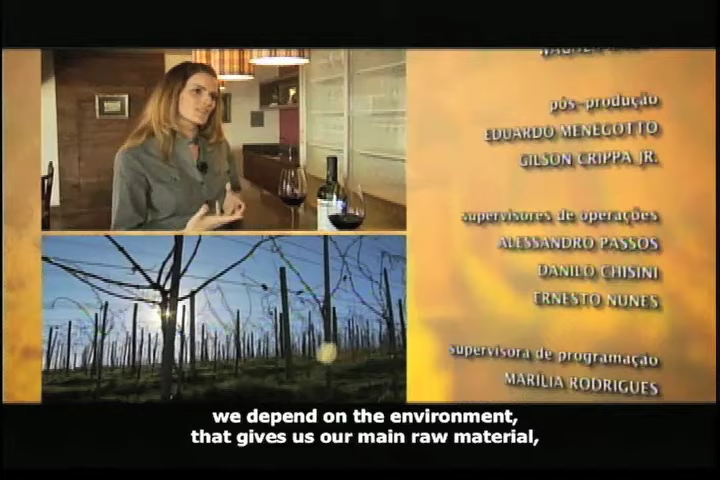 pós-produção
EDUARDO MENEGOTTO
GILSON CRIPPA JR.
supervisores de operações
ALESSANDRO PASSOS
DANILO CHISINI
ERNESTO NUNES
supervisora de programação
MARÍLIA RODRIGUES
we depend on the environment,
that gives us our main raw material,